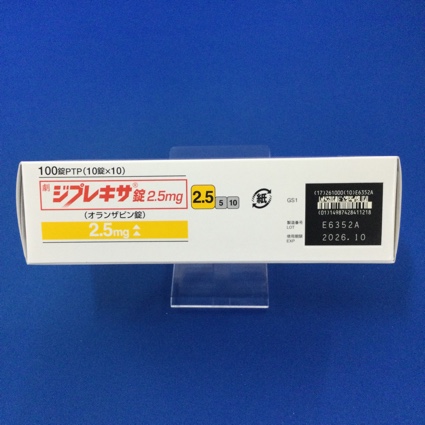 100錠PTP(10錠×10)
劇 ジプレキサ®錠2.5mg
2.5 5 10
(オランザピン錠)
2.5mg
紙
GS1
(17)261000(10)E6352A
(01)14987428411218
製造番号
LOT
E6352A
使用期限
EXP
2026.10